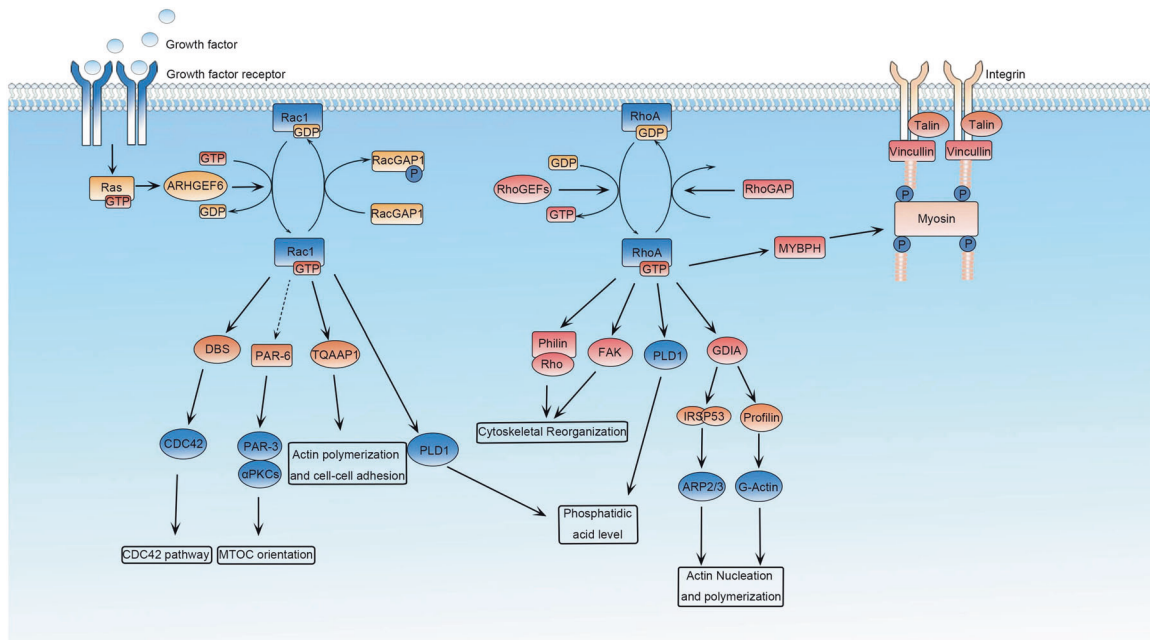 Growth factor
Growth factor receptor
Integrin
Rac1
GDP
RhoA
GDP
Talin
Talin
Vincullin
Vincullin
GTP
RacGAP1
P
GDP
Ras
GTP
ARHGEF6
RhoGEFs
RhoGAP
P
P
GDP
RacGAP1
GTP
Myosin
Rac1
GTP
RhoA
GTP
MYBPH
P
P
DBS
PAR-6
TQAAP1
Philin
Rho
FAK
PLD1
GDIA
IRSP53
Profilin
Cytoskeletal Reorganization
CDC42
PAR-3
αPKCs
Actin polymerization
and cell-cell adhesion
PLD1
ARP2/3
G-Actin
Phosphatidic
acid level
CDC42 pathway
MTOC orientation
Actin Nucleation
and polymerization